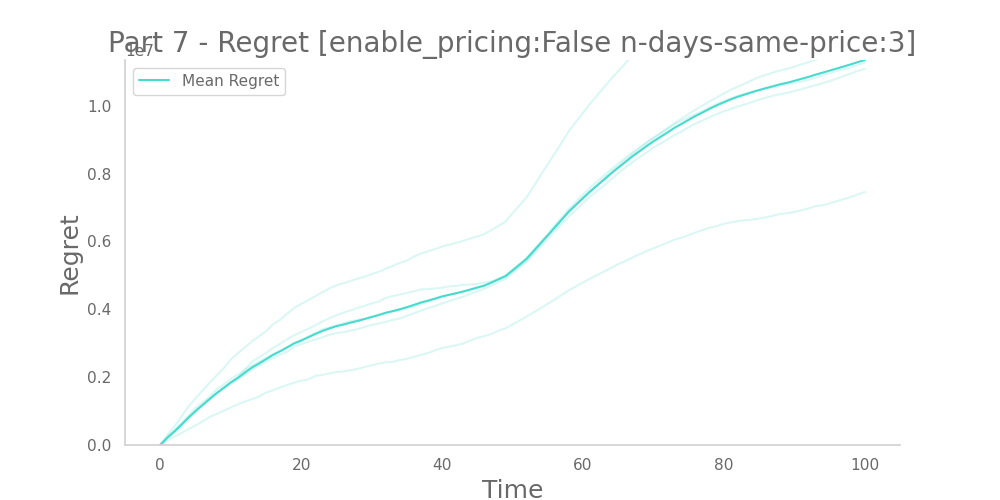 Part 7 - Regret [enable_pricing:False n-days-same-price:3]
1e7
Mean Regret
1.0
0.8
0.6
0.4
0.2
0.0
Regret
0 20 40 60 80 100
Time